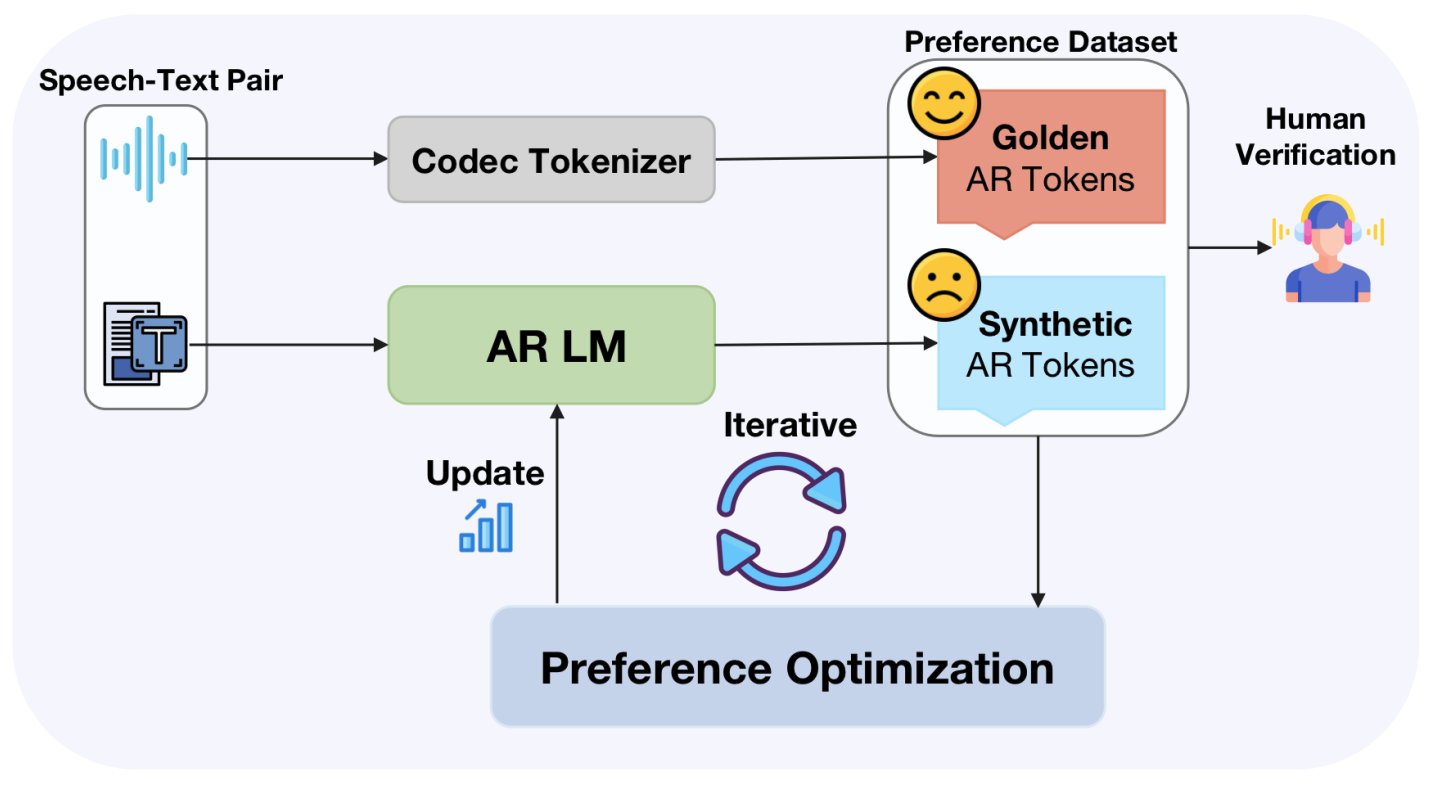 Preference Dataset
Speech-Text Pair
Human
Verification
Codec Tokenizer
Golden
AR Tokens
T
AR LM
Synthetic
AR Tokens
Iterative
Update
Preference Optimization